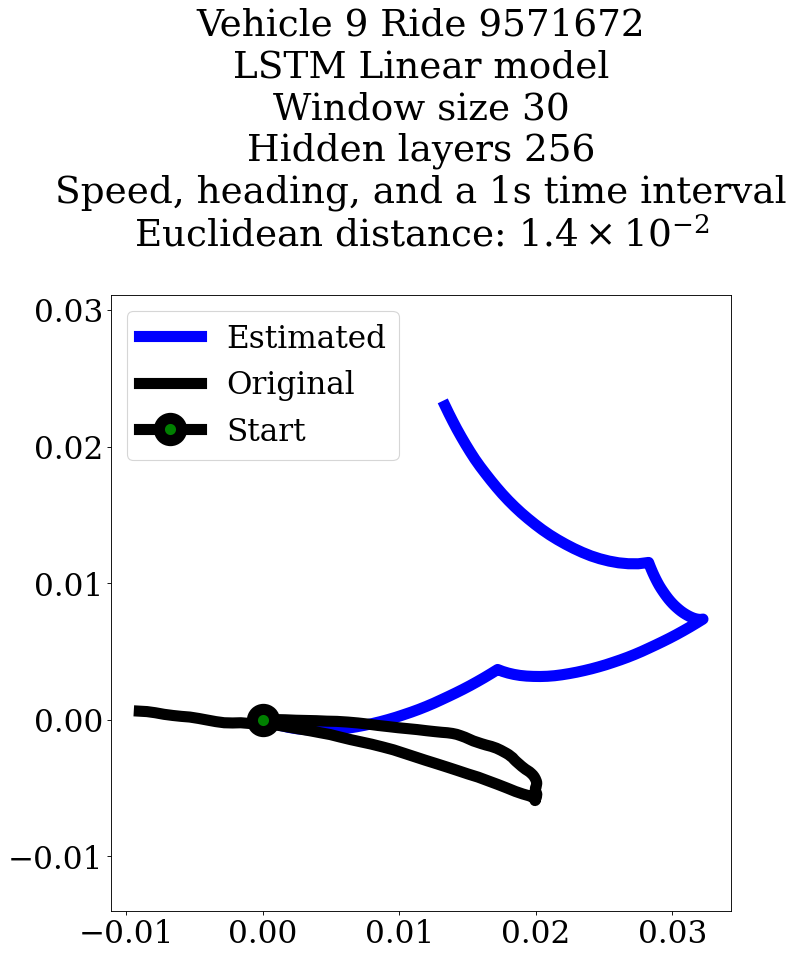 Vehicle 9 Ride 9571672
LSTM Linear model
Window size 30
Hidden layers 256
Speed, heading, and a 1s time interval
Euclidean distance: 1.4 × 10⁻²
0.03
0.02
0.01
0.00
−0.01
Estimated
Original
Start
−0.01 0.00 0.01 0.02 0.03